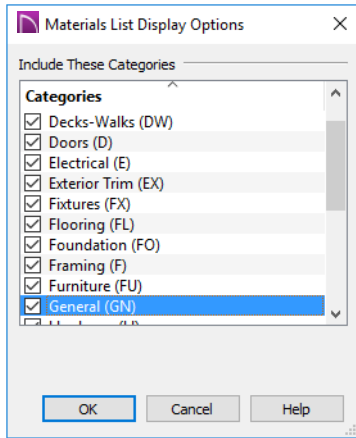 Materials List Display Options
Include These Categories
Categories
Decks-Walks (DW)
Doors (D)
Electrical (E)
Exterior Trim (EX)
Fixtures (FX)
Flooring (FL)
Foundation (FO)
Framing (F)
Furniture (FU)
General (GN)
OK Cancel Help